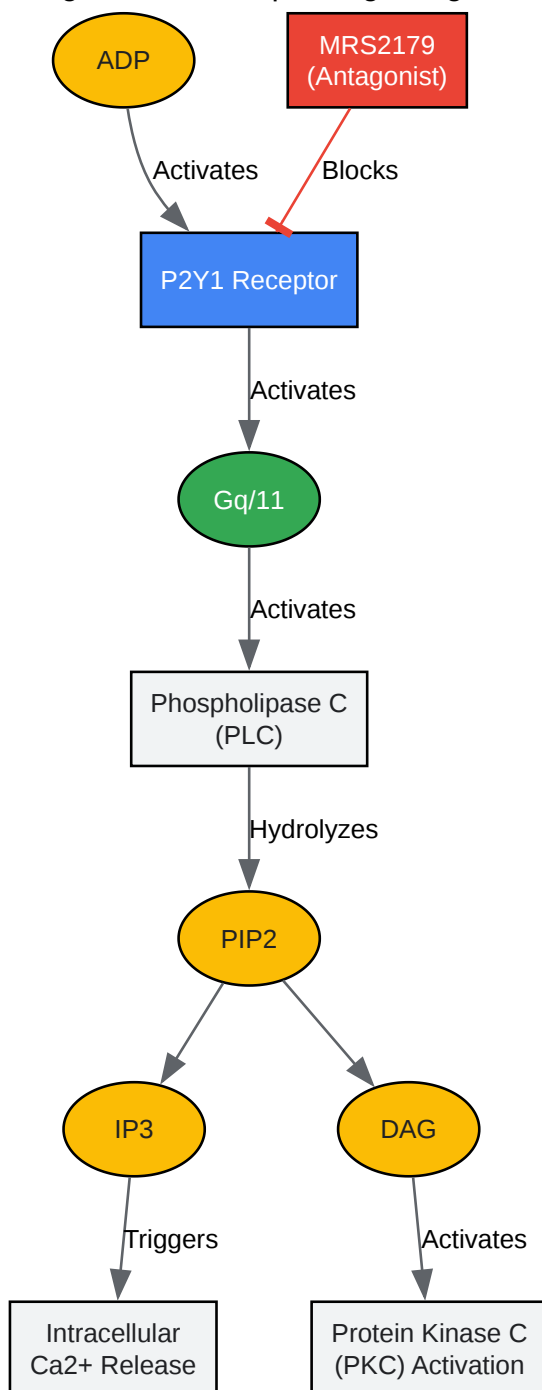 ADP
MRS2179
(Antagonist)
Activates
Blocks
P2Y1 Receptor
Activates
Gq/11
Activates
Phospholipase C
(PLC)
Hydrolyzes
PIP2
IP3
DAG
Triggers
Activates
Intracellular
Ca2+ Release
Protein Kinase C
(PKC) Activation